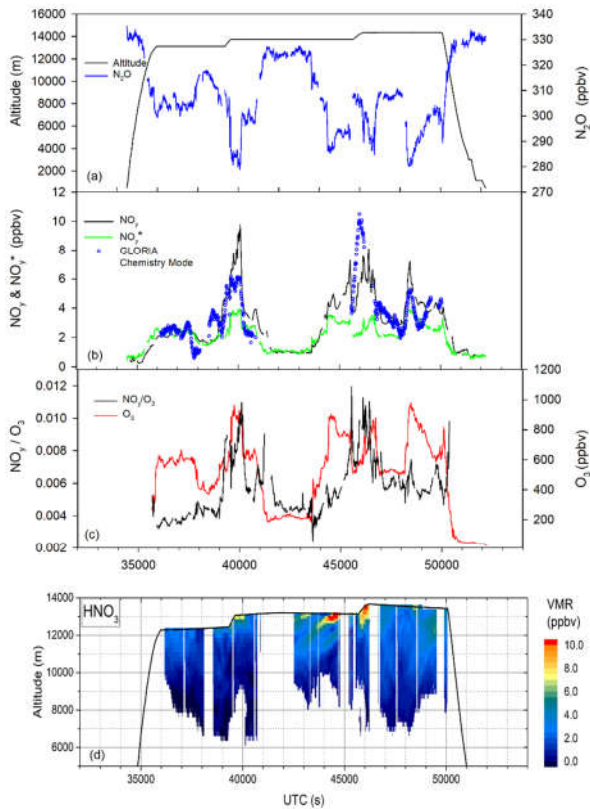 16000
14000
12000
10000
8000
6000
4000
2000
Altitude (m)
Altitude
N2O
(a)
340
330
320
310
300
290
280
270
N2O
(ppbv)
12
10
8
6
4
2
0
NOy & NOy* (ppbv)
NOy
NOy*
GLORIA
Chemistry Mode
(b)
0.012
0.010
0.008
0.006
0.004
0.002
NOy / O3
NOy/O3
O3
(c)
1200
1000
800
600
400
200
O3 (ppbv)
35000 40000 45000 50000
HNO3
14000
12000
10000
8000
6000
Altitude (m)
(d)
35000 40000 45000 50000
UTC (s)
VMR
(ppbv)
10.0
8.0
6.0
4.0
2.0
0.0